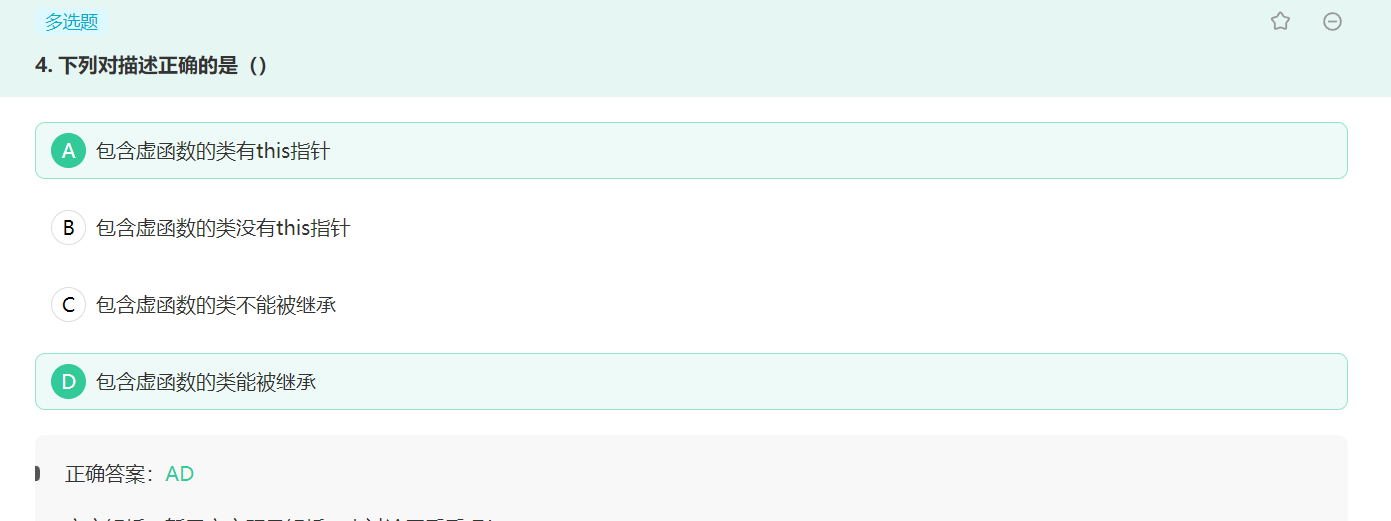 多选题
4. 下列对描述正确的是（）
A 包含虚函数的类有this指针
B 包含虚函数的类没有this指针
C 包含虚函数的类不能被继承
D 包含虚函数的类能被继承
正确答案：AD